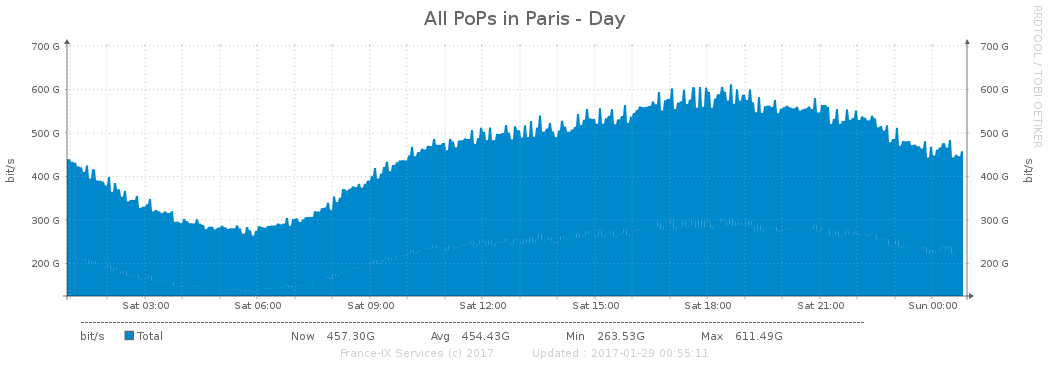 All PoPs in Paris - Day
RRDTOOL / TOBI OETIKER
bit/s
bit/s
700 G 700 G
600 G 600 G
500 G 500 G
400 G 400 G
300 G 300 G
200 G 200 G
Sat 03:00 Sat 06:00 Sat 09:00 Sat 12:00 Sat 15:00 Sat 18:00 Sat 21:00 Sun 00:00
bit/s Total Now 457.30G Avg 454.43G Min 263.53G Max 611.49G
France-IX Services (c) 2017 Updated : 2017-01-29 00:55:11